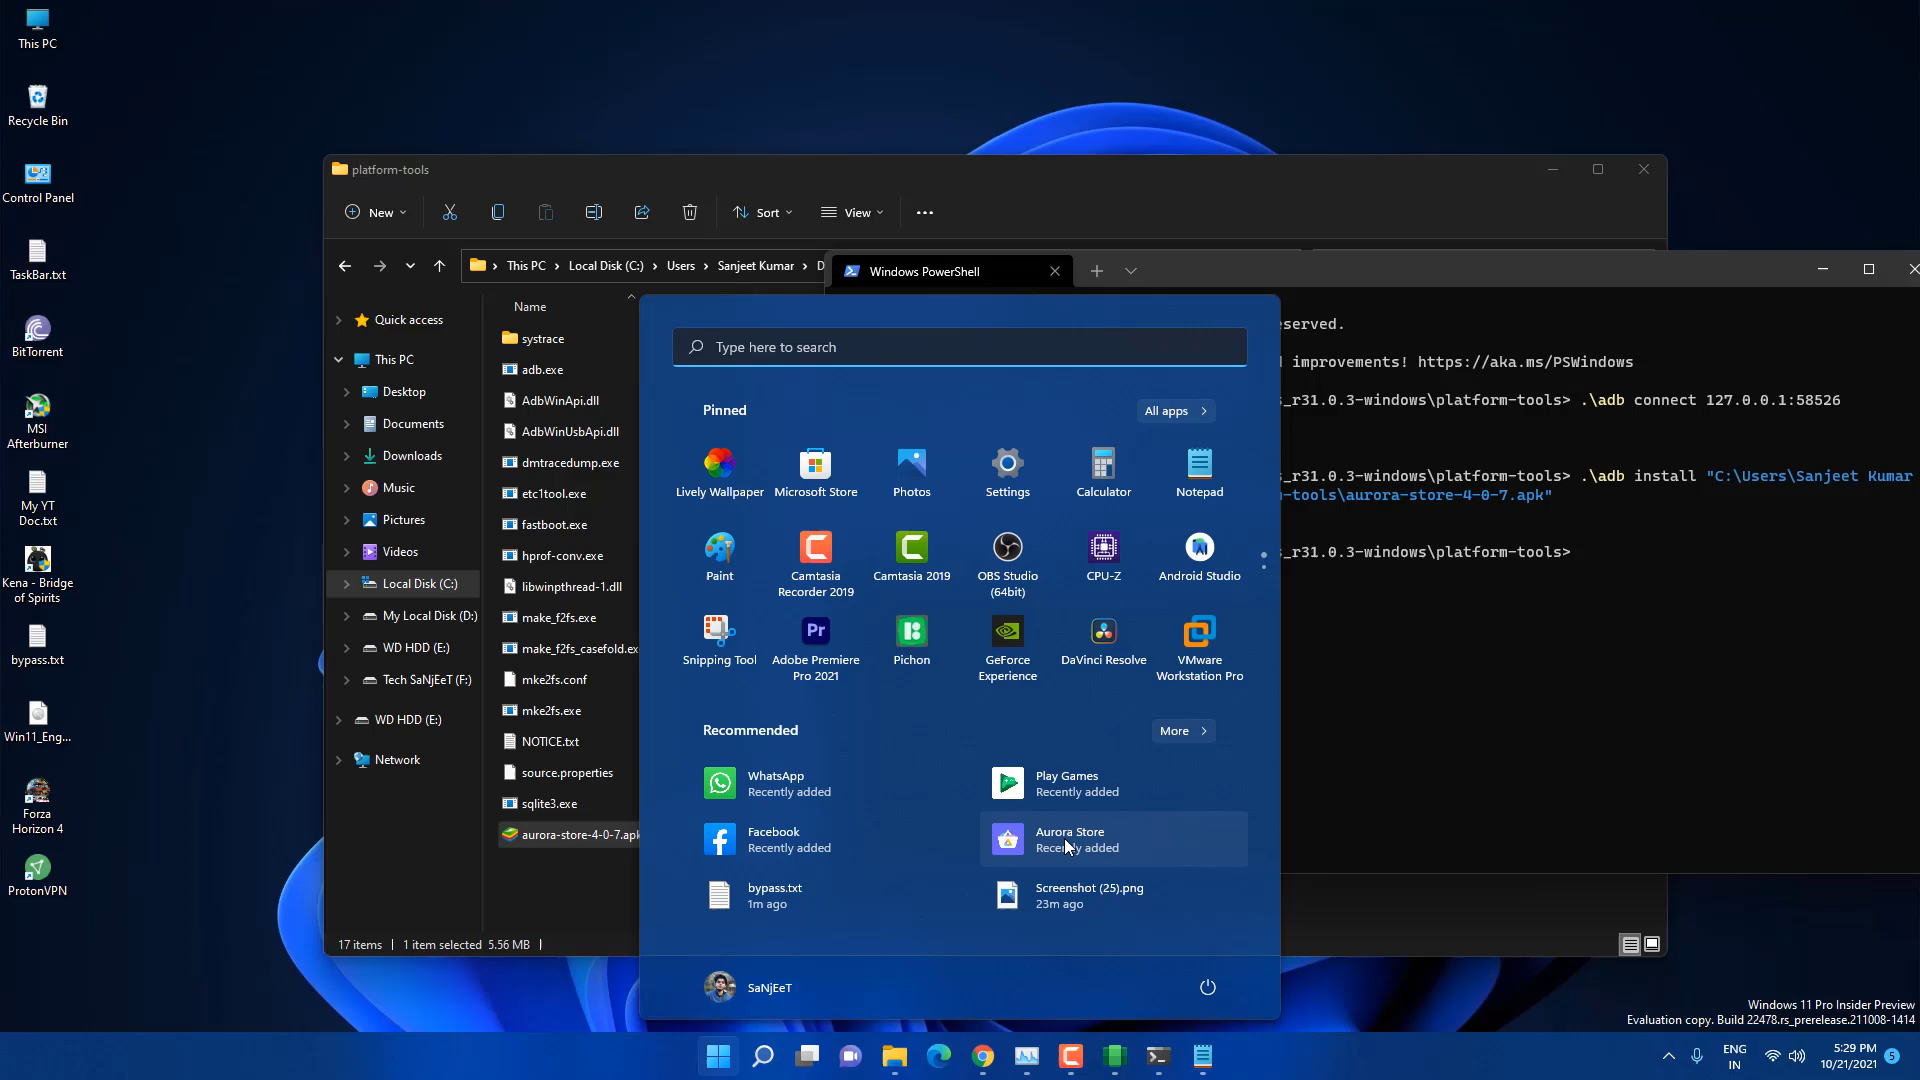 This PC
Recycle Bin
Control Panel
TaskBar.txt
BitTorrent
MSI
Afterburner
My YT
Doc.txt
Kena - Bridge
of Spirits
bypass.txt
Win11_Eng...
Forza
Horizon 4
ProtonVPN
platform-tools
New
Sort
View
This PC
Local Disk (C:)
Users
Sanjeet Kumar
D
Quick access
This PC
Desktop
Documents
Downloads
Music
Pictures
Videos
Local Disk (C:)
My Local Disk (D:)
WD HDD (E:)
Tech SaNjEeT (F:)
WD HDD (E:)
Network
Name
systrace
adb.exe
AdbWinApi.dll
AdbWinUsbApi.dll
dmtracedump.exe
etc1tool.exe
fastboot.exe
hprof-conv.exe
libwinpthread-1.dll
make_f2fs.exe
make_f2fs_casefold.ex
mke2fs.conf
mke2fs.exe
NOTICE.txt
source.properties
sqlite3.exe
aurora-store-4-0-7.apk
17 items
1 item selected 5.56 MB
Windows PowerShell
served.
improvements! https://aka.ms/PSWindows
_r31.0.3-windows\platform-tools> .\adb connect 127.0.0.1:58526
_r31.0.3-windows\platform-tools> .\adb install "C:\Users\Sanjeet Kumar
-tools\aurora-store-4-0-7.apk"
_r31.0.3-windows\platform-tools>
Type here to search
Pinned
All apps
Lively Wallpaper
Microsoft Store
Photos
Settings
Calculator
Notepad
Paint
Camtasia
Recorder 2019
Camtasia 2019
OBS Studio
(64bit)
CPU-Z
Android Studio
Snipping Tool
Adobe Premiere
Pro 2021
Pichon
GeForce
Experience
DaVinci Resolve
VMware
Workstation Pro
Recommended
More
WhatsApp
Recently added
Play Games
Recently added
Facebook
Recently added
Aurora Store
Recently added
bypass.txt
1m ago
Screenshot (25).png
23m ago
SaNjEeT
Windows 11 Pro Insider Preview
Evaluation copy. Build 22478.rs_prerelease.211008-1414
ENG
IN
5:29 PM
10/21/2021
5